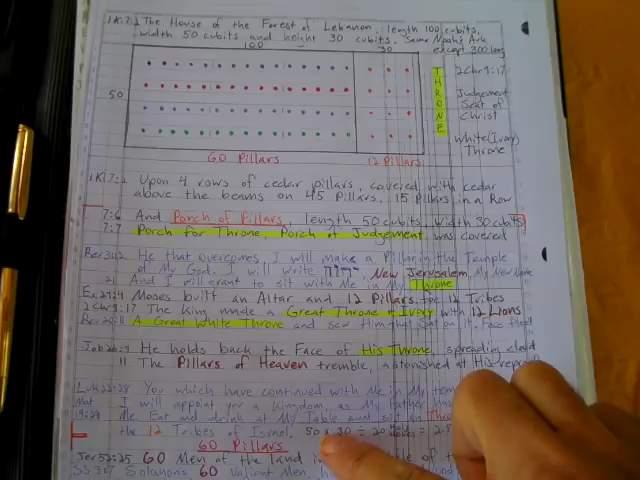 1K17:2 The House of the Forest of Lebanon, length 100 cubits,
width 50 cubits and height 30 cubits. Same Noah's Ark
except 300 long
100
30
50
THRONE
2Chr9:17
Judgement
Seat of
Christ
White (Ivory)
Throne
60 Pillars
12 Pillars
1K17:2 Upon 4 rows of cedar pillars, covered with cedar
above the beams on 45 Pillars, 15 Pillars in a Row
7:6 And Porch of Pillars, length 50 cubits, width 30 cubits
7:7 Porch for Throne, Porch of Judgement, was covered
Rev3:12 He that overcomes, I will make a Pillar in the Temple
of My God. I will write יהוה, New Jerusalem, My New Name
21 And I will grant to sit with Me in My Throne
Ex24:4 Moses built an Altar and 12 Pillars for 12 Tribes
2Chr9:17 The King made a Great Throne of Ivory with 12 Lions
Rev20:11 A Great White Throne and saw Him that sat on it, Face fled
Job26:9 He holds back the Face of His Throne, spreading cloud
11 The Pillars of Heaven tremble, astonished at His reproof
Luk22:28 You which have continued with Me in My
Mat I will appoint you a Kingdom as My
19:29 Me. Eat and drink at My Table and sit on
the 12 Tribes of Israel. 50 x 30 ÷ 20
60 Pillars
Jer52:25 60 Men of the land
SS3:7 Solomons 60 Valiant Men,